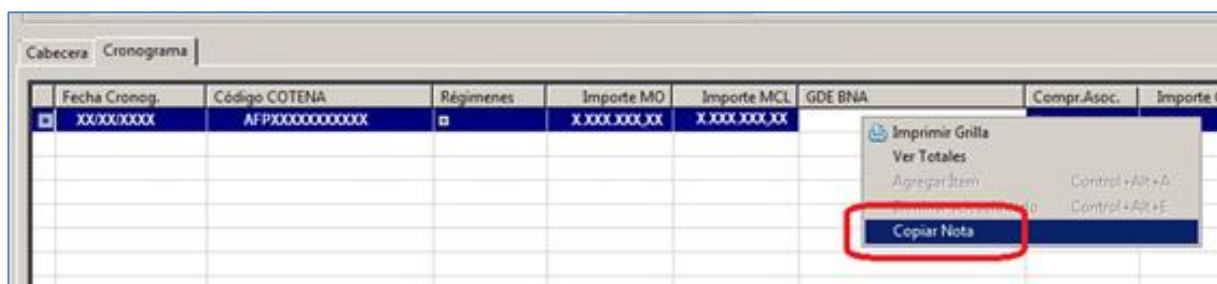 Cabecera Cronograma
Fecha Cronog. Código COTENA Régimenes Importe MO Importe MCL GDE BNA Compr.Asoc. Importe
XX/XX/XXXX AFPXXXXXXXXXXX X.XXX.XXX,XX X.XXX.XXX,XX
Imprimir Grilla
Ver Totales
Agregar Item Control+Alt+A
Control+Alt+E
Copiar Nota